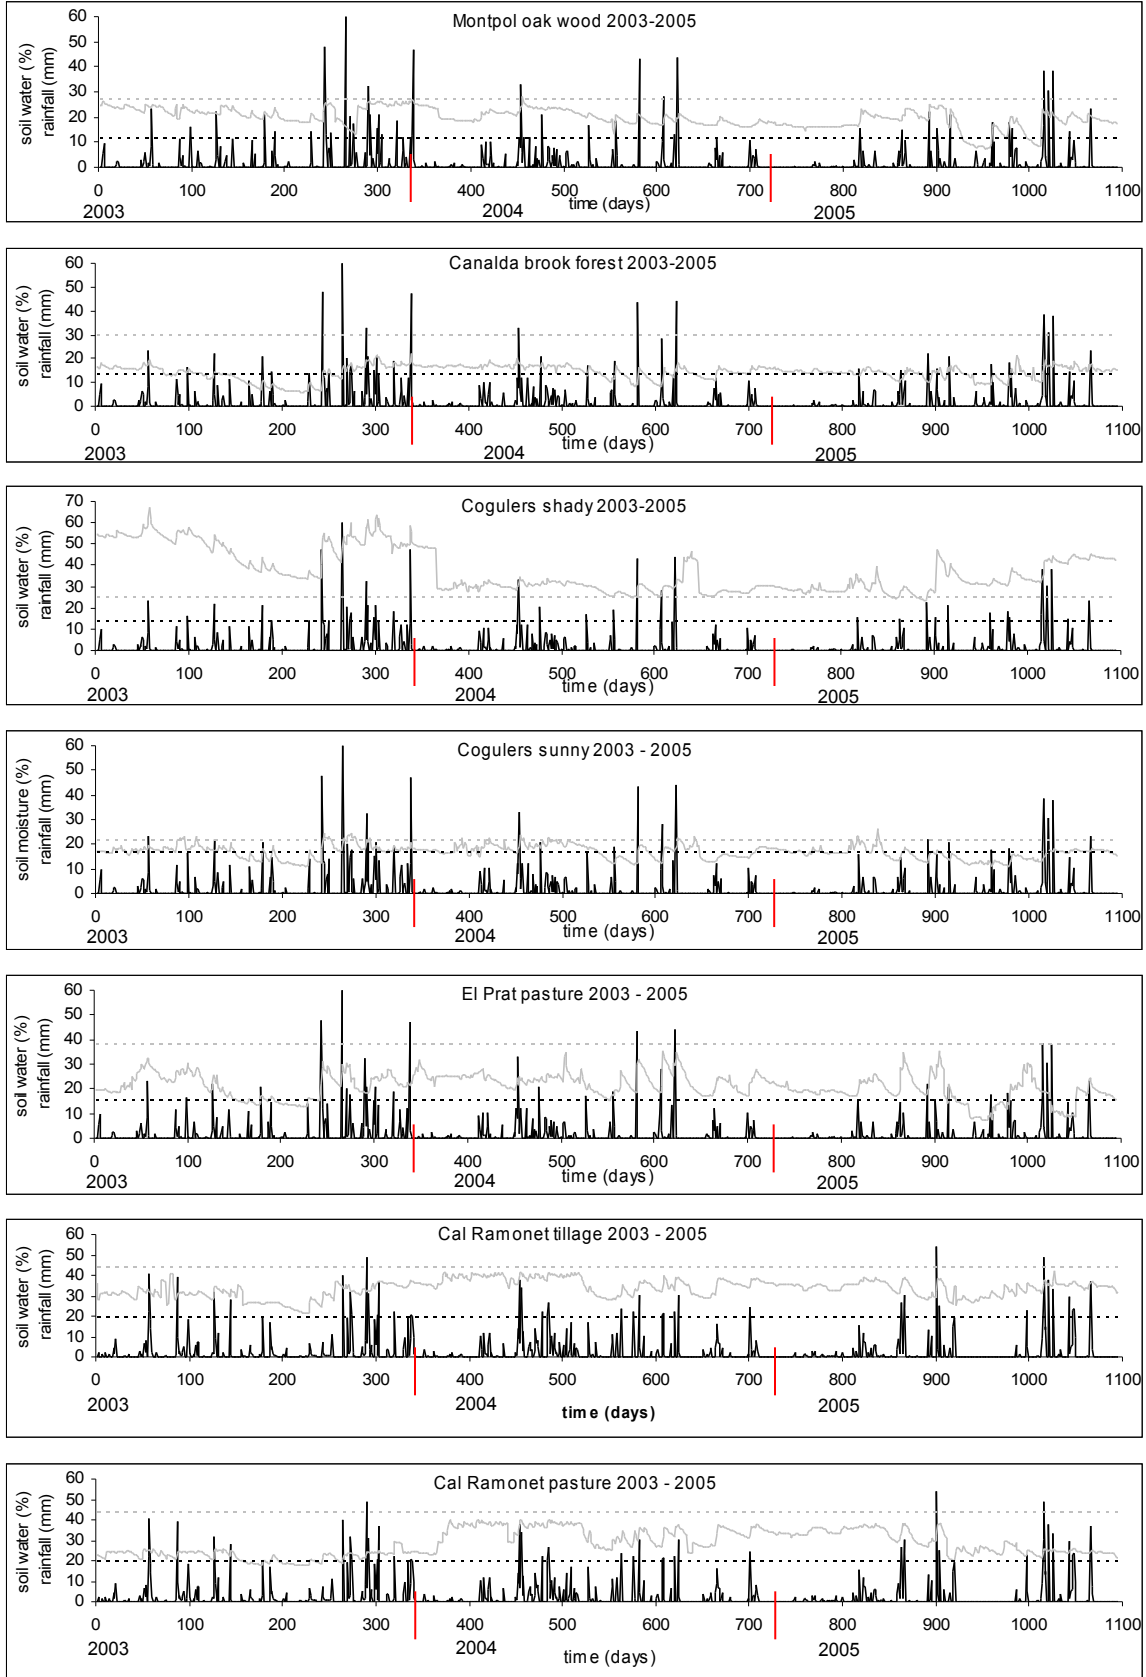 Montpol oak wood 2003-2005
soil water (%)
rainfall (mm)
60
50
40
30
20
10
0
0 100 200 300 400 500 600 700 800 900 1000 1100
2003 2004 time (days) 2005
Canalda brook forest 2003-2005
soil water (%)
rainfall (mm)
60
50
40
30
20
10
0
0 100 200 300 400 500 600 700 800 900 1000 1100
2003 2004 time (days) 2005
Cogulers shady 2003-2005
soil water (%)
rainfall (mm)
70
60
50
40
30
20
10
0
0 100 200 300 400 500 600 700 800 900 1000 1100
2003 2004 time (days) 2005
Cogulers sunny 2003 - 2005
soil moisture (%)
rainfall (mm)
60
50
40
30
20
10
0
0 100 200 300 400 500 600 700 800 900 1000 1100
2003 2004 time (days) 2005
El Prat pasture 2003 - 2005
soil water (%)
rainfall (mm)
60
50
40
30
20
10
0
0 100 200 300 400 500 600 700 800 900 1000 1100
2003 2004 time (days) 2005
Cal Ramonet tillage 2003 - 2005
soil water (%)
rainfall (mm)
60
50
40
30
20
10
0
0 100 200 300 400 500 600 700 800 900 1000 1100
2003 2004 time (days) 2005
Cal Ramonet pasture 2003 - 2005
soil water (%)
rainfall (mm)
60
50
40
30
20
10
0
0 100 200 300 400 500 600 700 800 900 1000 1100
2003 2004 time (days) 2005